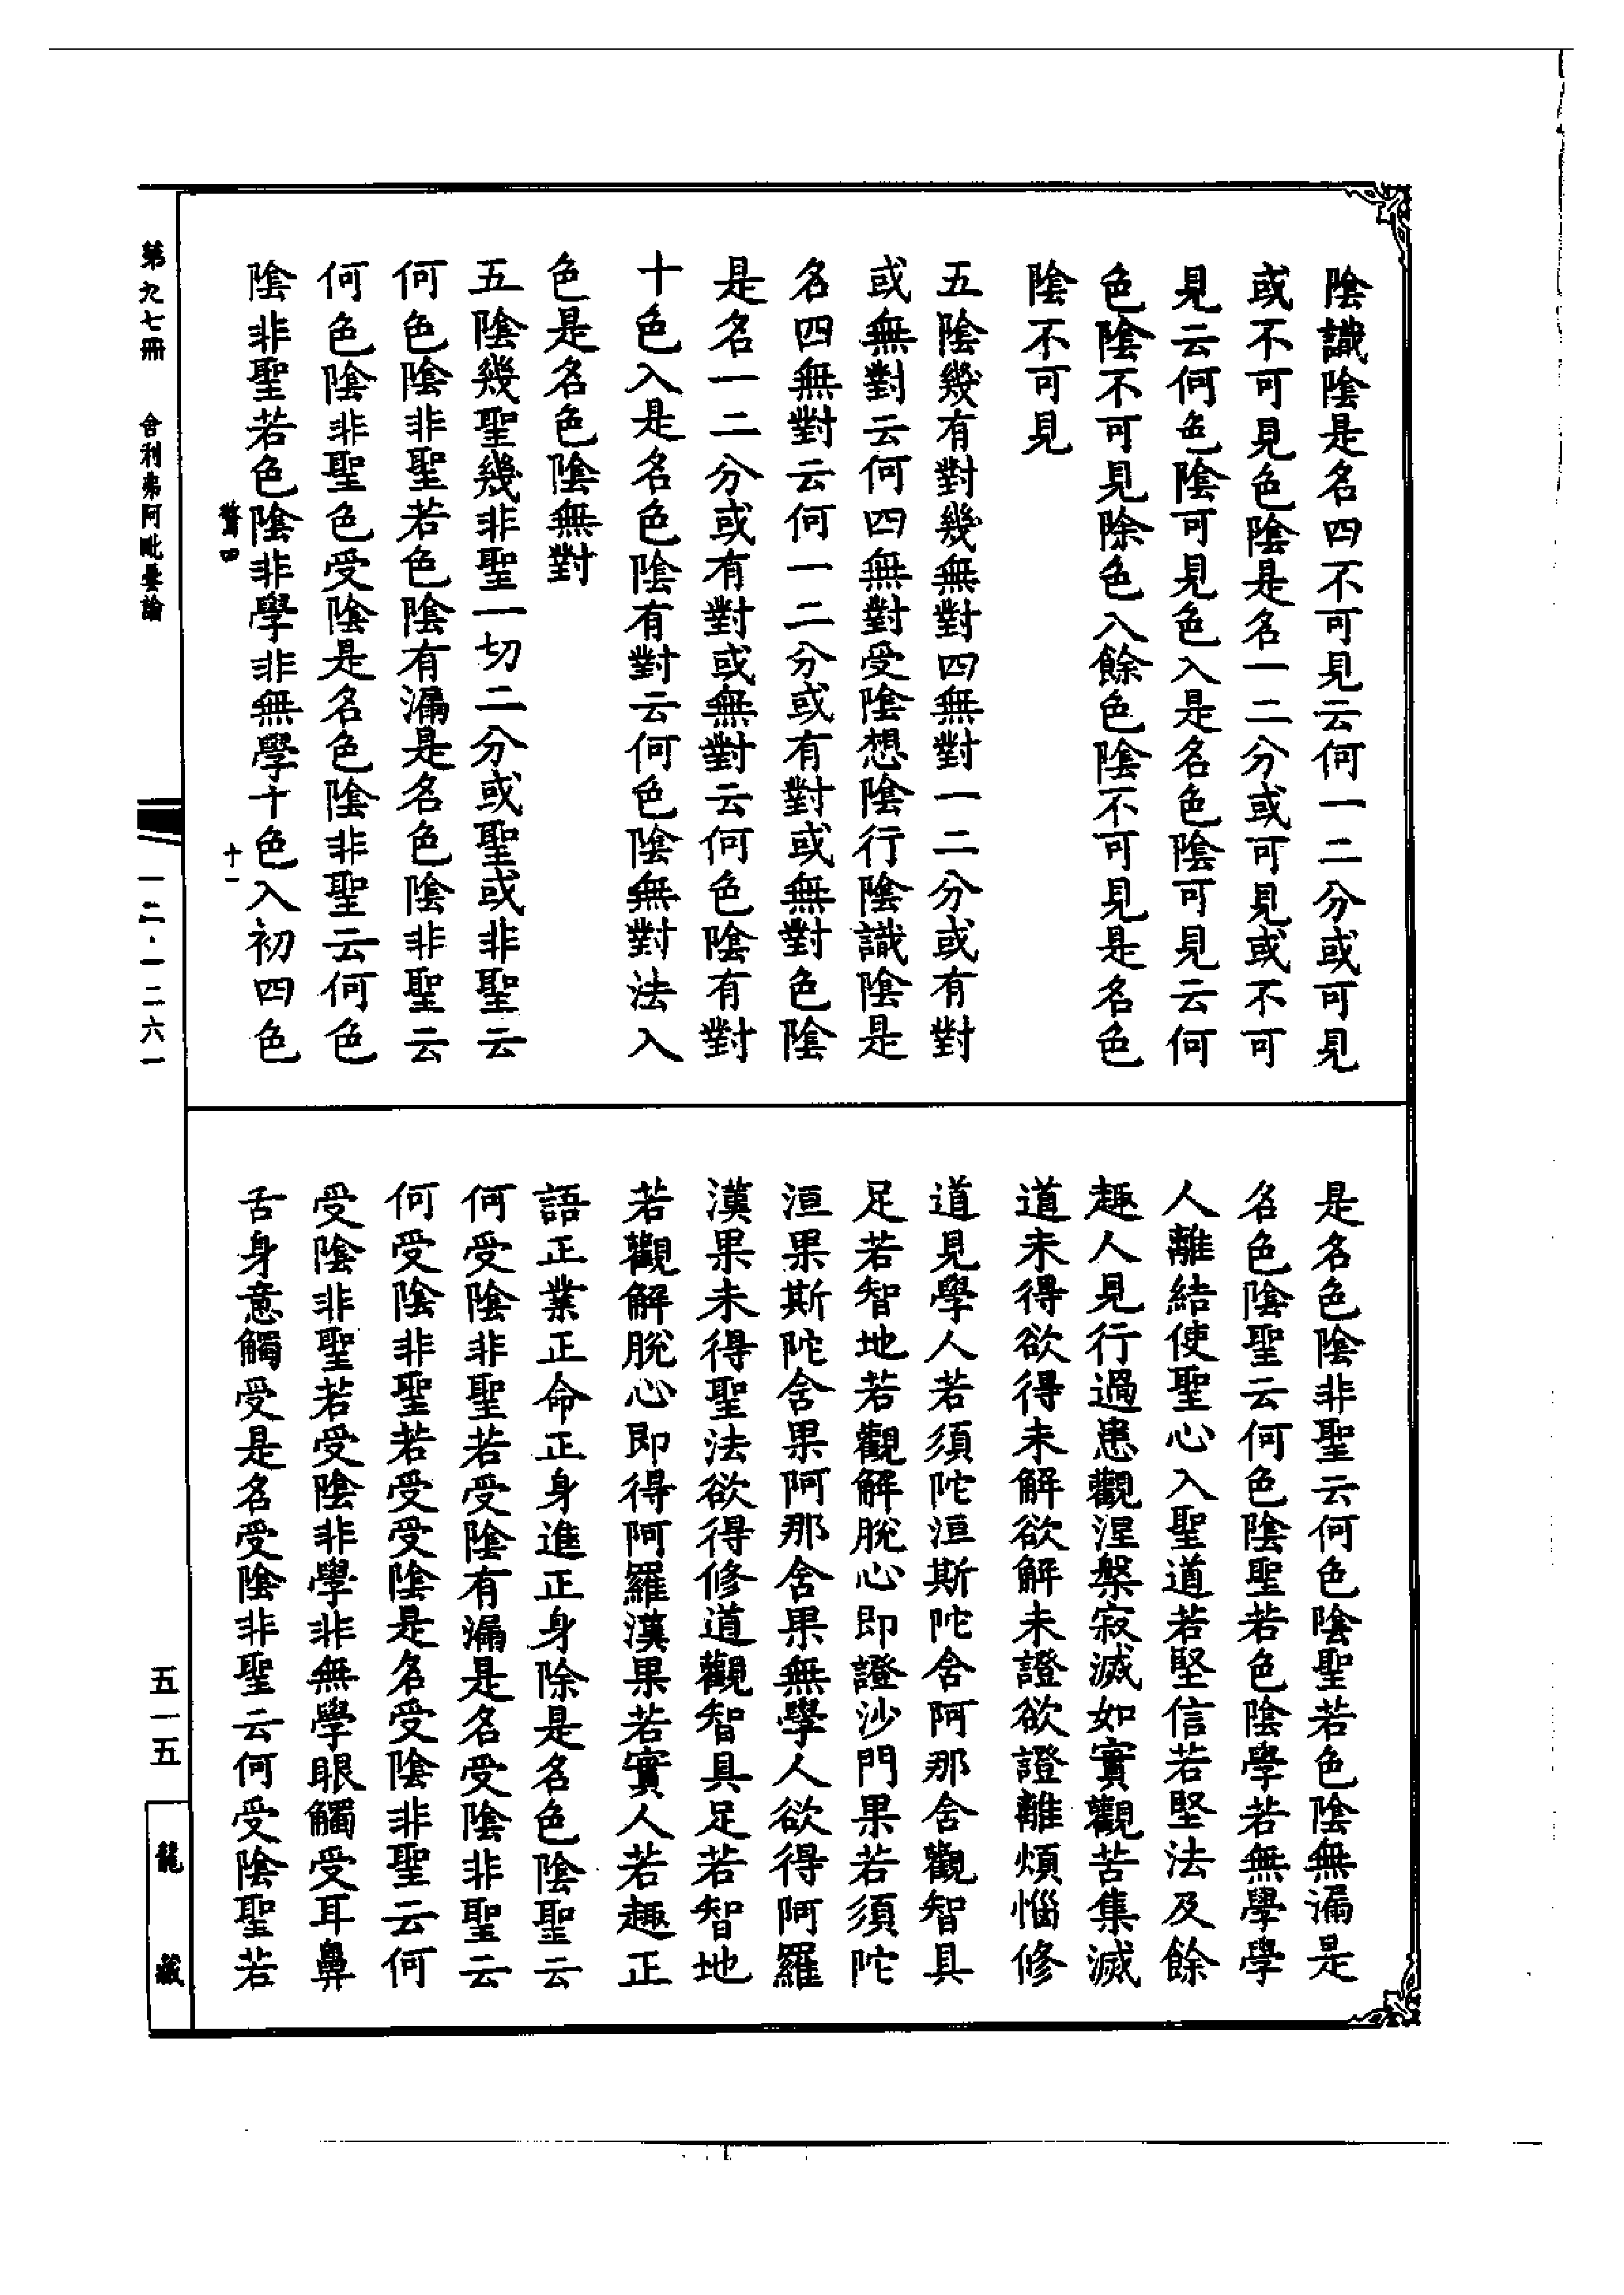 陰識陰是名四不可見云何一二分或可見
或不可見色陰是名一二分或可見或不可
見云何色陰可見色入是名色陰可見云何
色陰不可見除色入餘色陰不可見是名色
陰不可見
五陰幾有對幾無對四無對一二分或有對
或無對云何四無對受陰想陰行陰識陰是
名四無對云何一二分或有對或無對色陰
是名一二分或有對或無對云何色陰有對
十色入是名色陰有對云何色陰無對法入
色是名色陰無對
五陰幾聖幾非聖一切二分或聖或非聖云
何色陰非聖若色陰有漏是名色陰非聖云
何色陰非聖色受陰是名色陰非聖云何色
陰非聖若色陰非學非無學十色入初四色
四
十一
是名色陰非聖云何色陰聖若色陰無漏是
名色陰聖云何色陰聖若色陰學若無學學
人離結使聖心入聖道若堅信若堅法及餘
趣人見行過患觀涅槃寂滅如實觀苦集滅
道未得欲得未解欲解未證欲證離煩惱修
道見學人若須陀洹斯陀舍阿那舍觀智具
足若智地若觀解脫心即證沙門果若須陀
洹果斯陀舍果阿那舍果無學人欲得阿羅
漢果未得聖法欲得修道觀智具足若智地
若觀解脫心即得阿羅漢果若實人若趣正
語正業正命正身進正身除是名色陰聖云
何受陰非聖若受陰有漏是名受陰非聖云
何受陰非聖若受受陰是名受陰非聖云何
受陰非聖若受陰非學非無學眼觸受耳鼻
舌身意觸受是名受陰非聖云何受陰聖若
第九七冊
舍利弗阿毗曇論
一二·一二六一
五一五
龍藏